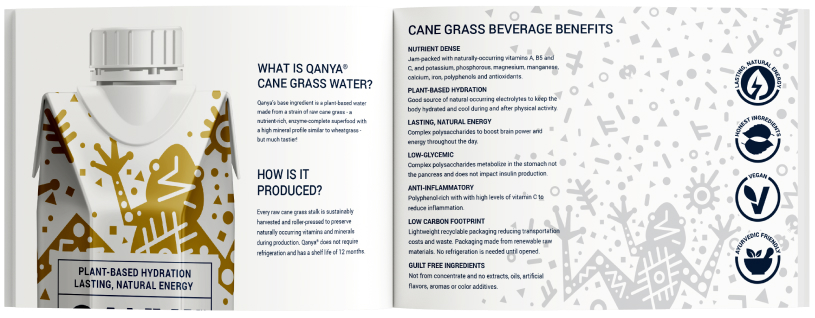 PLANT-BASED HYDRATION
LASTING, NATURAL ENERGY
WHAT IS QANYA®
CANE GRASS WATER?
Qanya's base ingredient is a plant-based water
made from a strain of raw cane grass - a
nutrient-rich, enzyme-complete superfood with
a high mineral profile similar to wheatgrass -
but much tastier!
HOW IS IT
PRODUCED?
Every raw cane grass stalk is sustainably
harvested and roller-pressed to preserve
naturally occurring vitamins and minerals
during production. Qanya® does not require
refrigeration and has a shelf life of 12 months.
CANE GRASS BEVERAGE BENEFITS
NUTRIENT DENSE
Jam-packed with naturally-occurring vitamins A, B5 and
C, and potassium, phosphorous, magnesium, manganese,
calcium, iron, polyphenols and antioxidants.
PLANT-BASED HYDRATION
Good source of natural occurring electrolytes to keep the
body hydrated and cool during and after physical activity.
LASTING, NATURAL ENERGY
Complex polysaccharides to boost brain power and
energy throughout the day.
LOW-GLYCEMIC
Complex polysaccharides metabolize in the stomach not
the pancreas and does not impact insulin production.
ANTI-INFLAMMATORY
Polyphenol-rich with with high levels of vitamin C to
reduce inflammation.
LOW CARBON FOOTPRINT
Lightweight recyclable packaging reducing transportation
costs and waste. Packaging made from renewable raw
materials. No refrigeration is needed until opened.
GUILT FREE INGREDIENTS
Not from concentrate and no extracts, oils, artificial
flavors, aromas or color additives.
LASTING, NATURAL ENERGY
HONEST INGREDIENTS
VEGAN
AYURVEDIC FRIENDLY